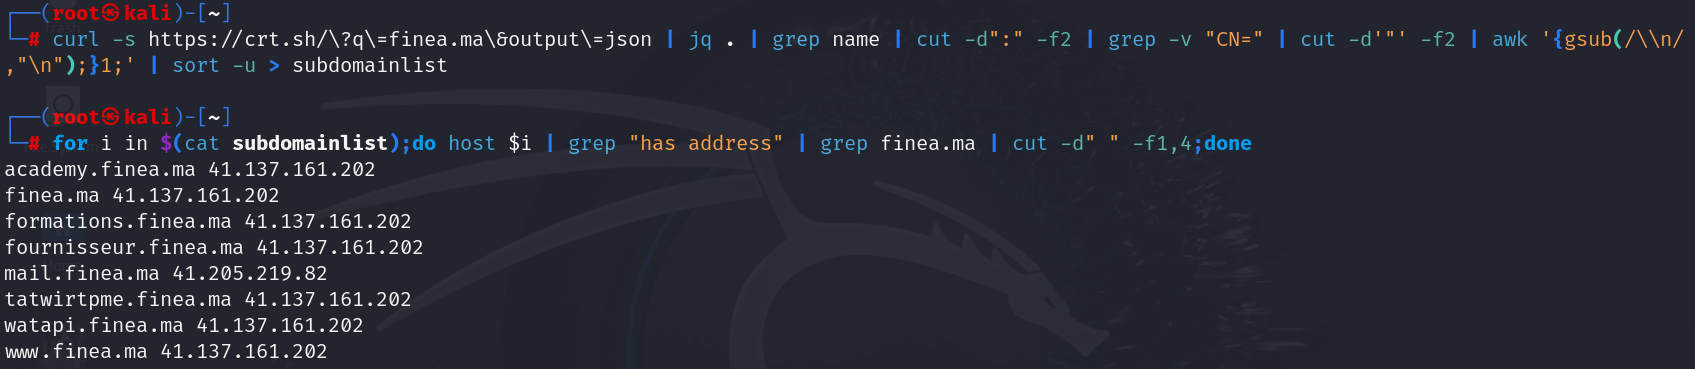 ┌──(root㉿kali)-[~]
└─# curl -s https://crt.sh/\?q\=finea.ma\&output\=json | jq . | grep name | cut -d":" -f2 | grep -v "CN=" | cut -d'"' -f2 | awk '{gsub(/\\n/
,"\n");}1;' | sort -u > subdomainlist
┌──(root㉿kali)-[~]
└─# for i in $(cat subdomainlist);do host $i | grep "has address" | grep finea.ma | cut -d" " -f1,4;done
academy.finea.ma 41.137.161.202
finea.ma 41.137.161.202
formations.finea.ma 41.137.161.202
fournisseur.finea.ma 41.137.161.202
mail.finea.ma 41.205.219.82
tatwirtpme.finea.ma 41.137.161.202
watapi.finea.ma 41.137.161.202
www.finea.ma 41.137.161.202